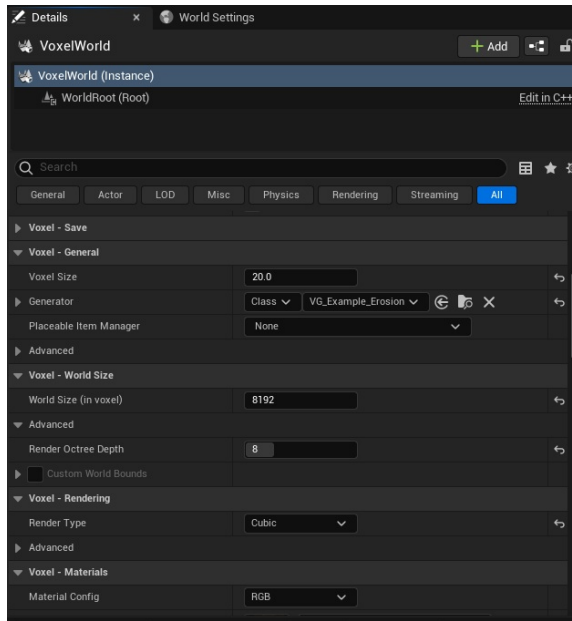 Details × World Settings
VoxelWorld + Add
VoxelWorld (Instance)
WorldRoot (Root) Edit in C++
Search
General Actor LOD Misc Physics Rendering Streaming All
Voxel - Save
Voxel - General
Voxel Size 20.0
Generator Class VG_Example_Erosion
Placeable Item Manager None
Advanced
Voxel - World Size
World Size (in voxel) 8192
Advanced
Render Octree Depth 8
Custom World Bounds
Voxel - Rendering
Render Type Cubic
Advanced
Voxel - Materials
Material Config RGB